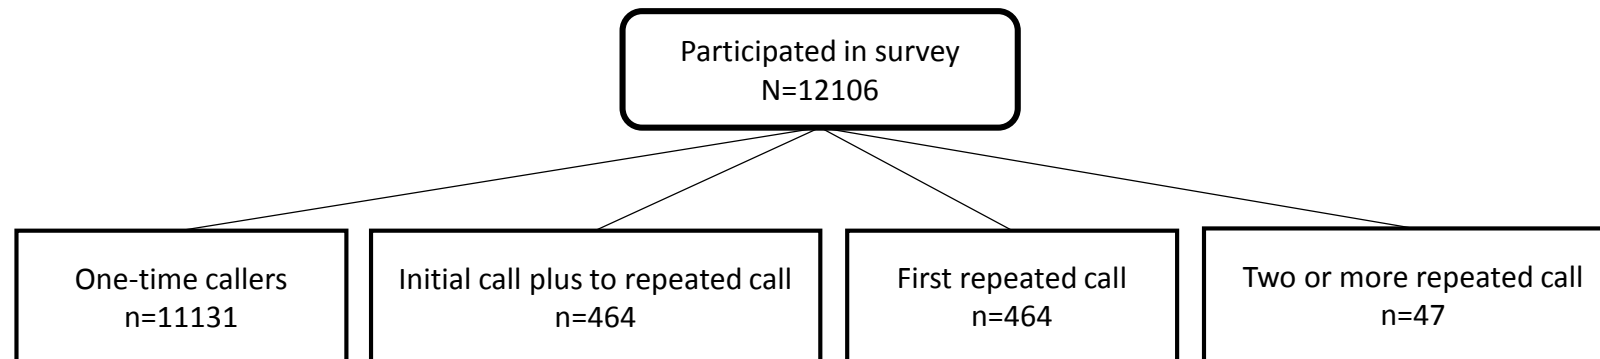 Participated in survey
N=12106
One-time callers
n=11131
Initial call plus to repeated call
n=464
First repeated call
n=464
Two or more repeated call
n=47